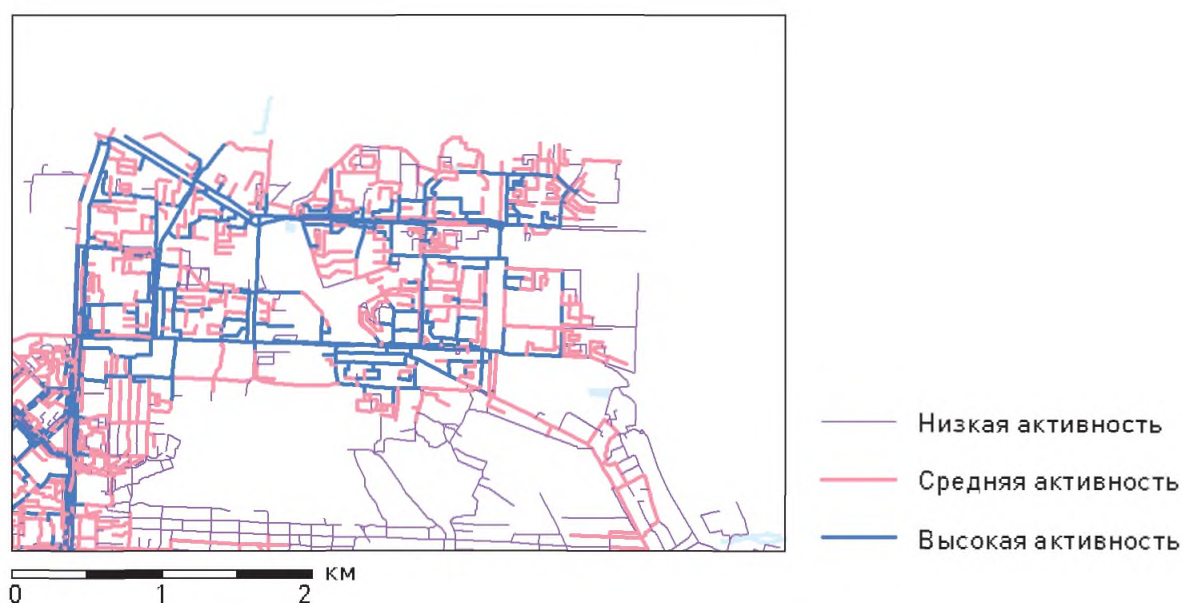 Низкая активность
Средняя активность
Высокая активность
км
0 1 2